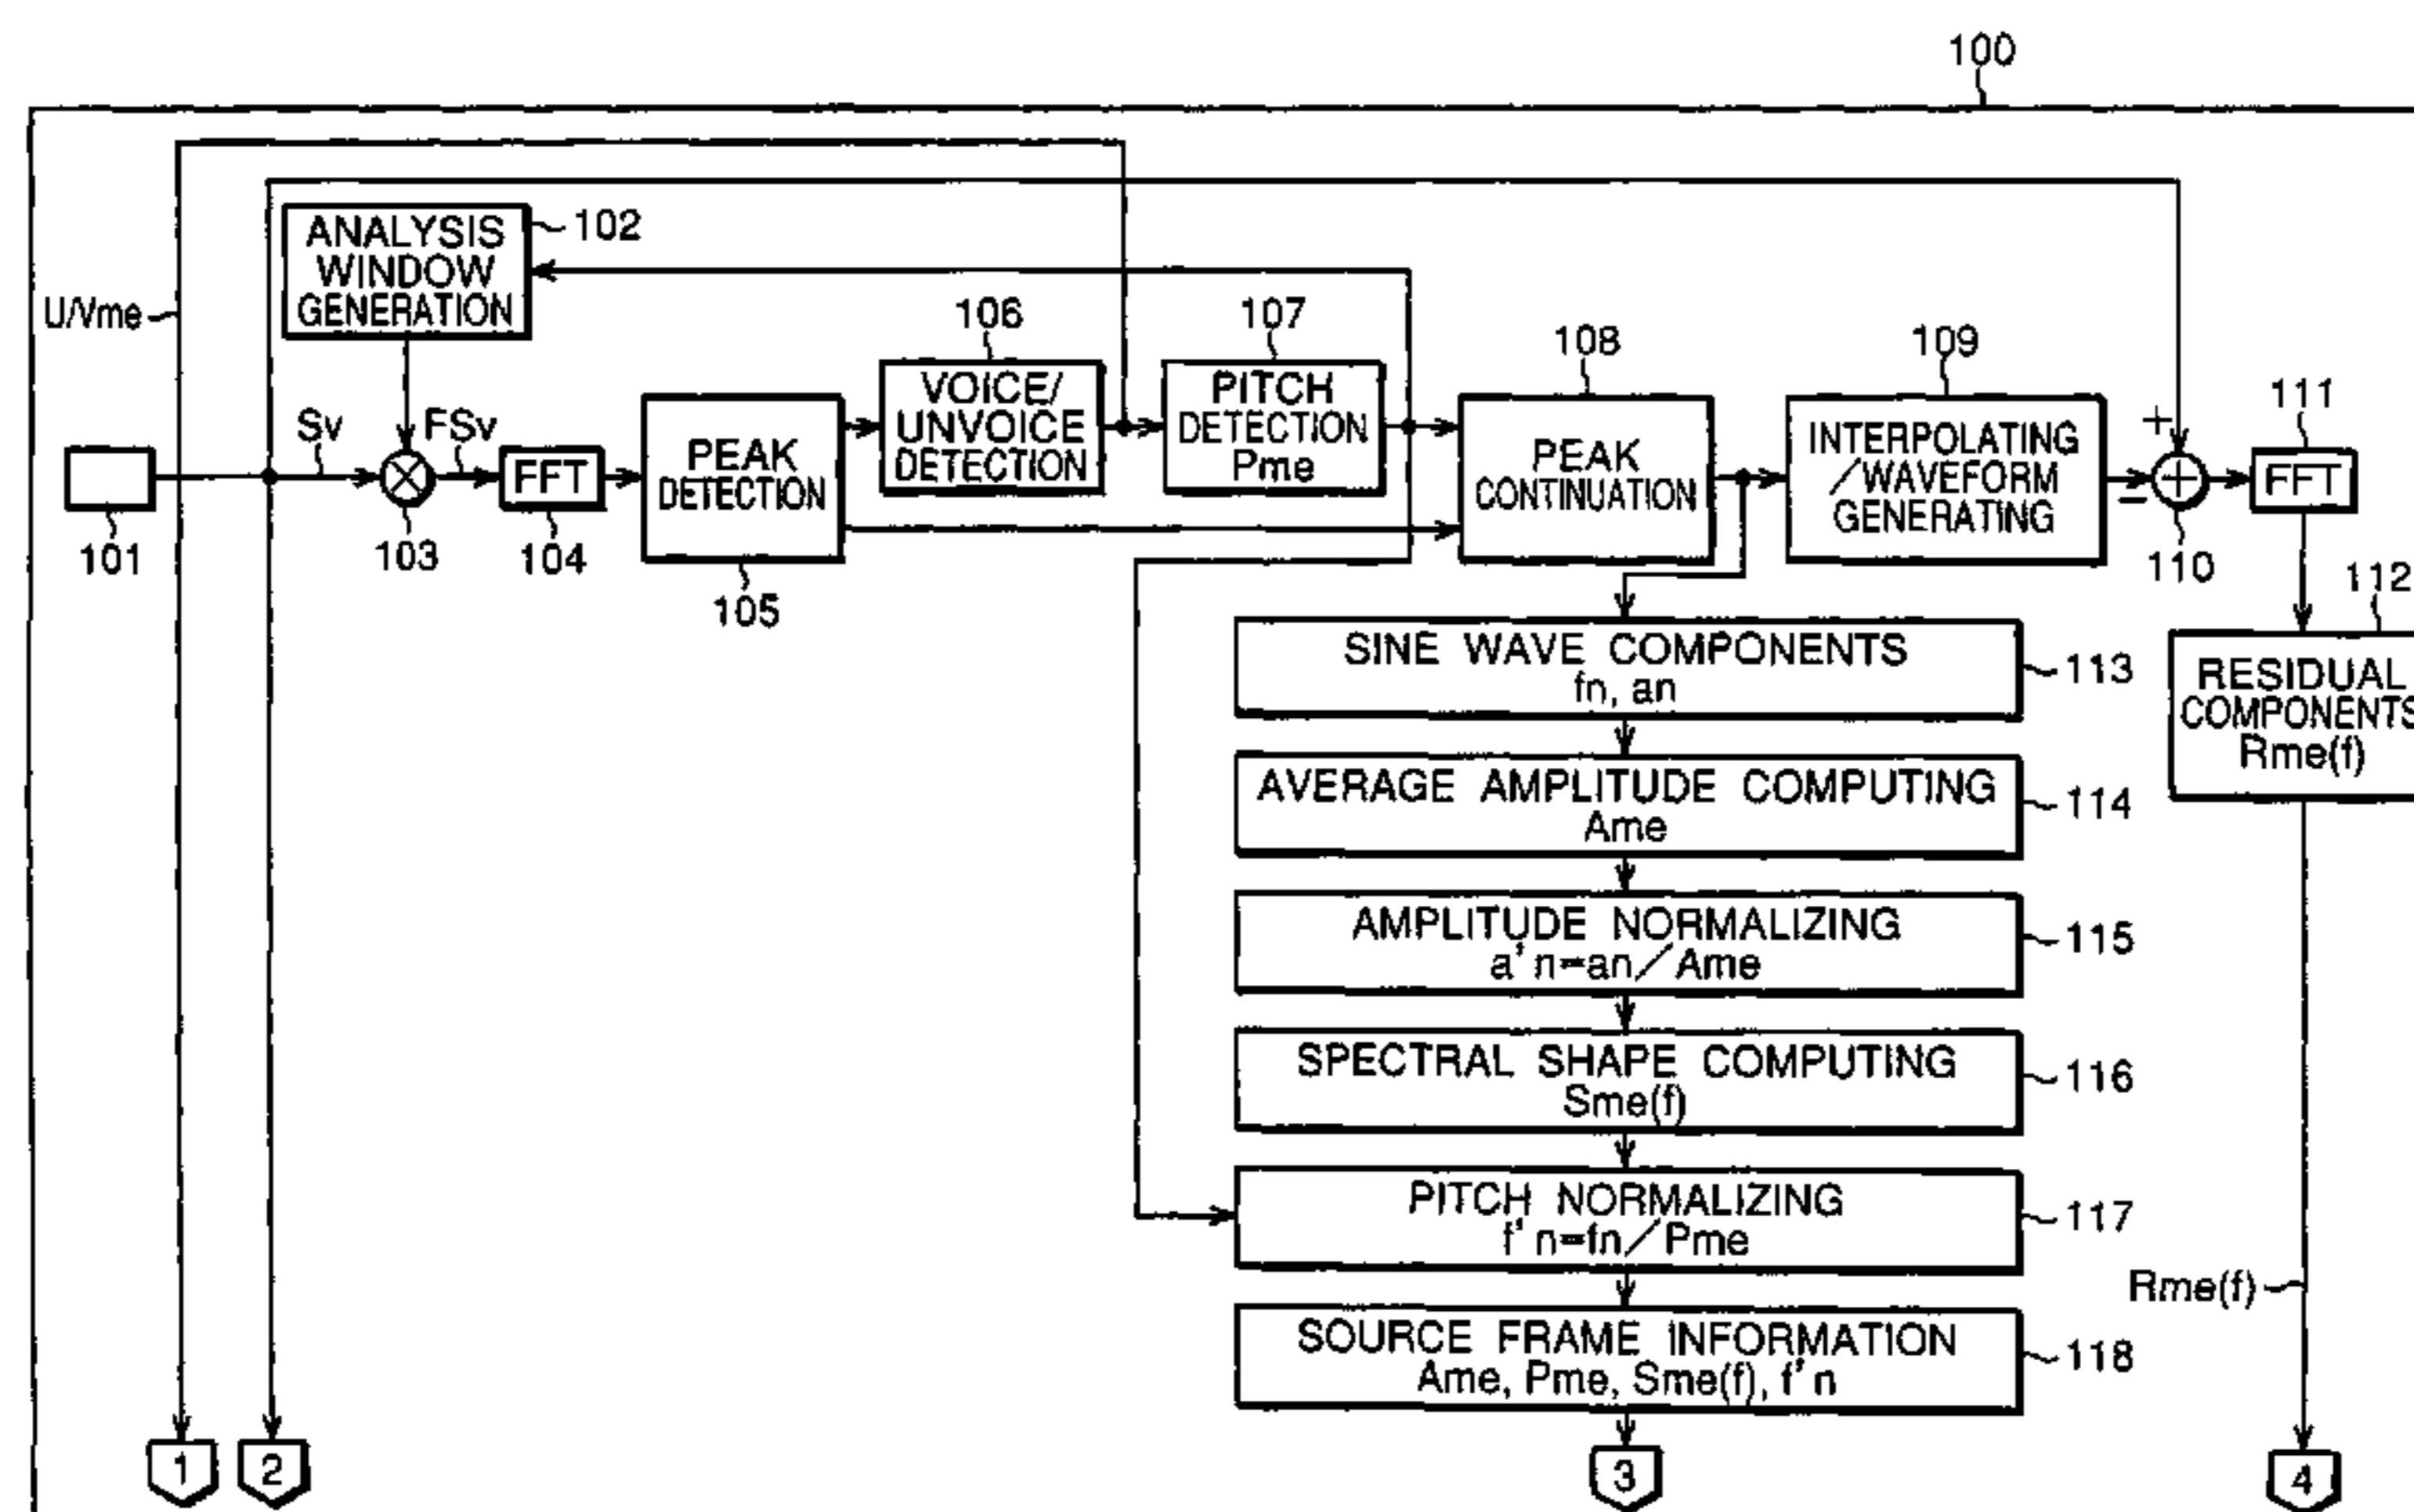 100
ANALYSIS
WINDOW
GENERATION
102
U/Vme
106
107
108
109
VOICE/
UNVOICE
DETECTION
PITCH
DETECTION
Pme
Sv
FSv
FFT
PEAK
DETECTION
PEAK
CONTINUATION
INTERPOLATING
/WAVEFORM
GENERATING
+
−
111
FFT
101
103
104
105
110
112
SINE WAVE COMPONENTS
fn, an
113
RESIDUAL
COMPONENTS
Rme(f)
AVERAGE AMPLITUDE COMPUTING
Ame
114
AMPLITUDE NORMALIZING
a'n=an/Ame
115
SPECTRAL SHAPE COMPUTING
Sme(f)
116
PITCH NORMALIZING
f'n=fn/Pme
117
Rme(f)
SOURCE FRAME INFORMATION
Ame, Pme, Sme(f), f'n
118
1
2
3
4